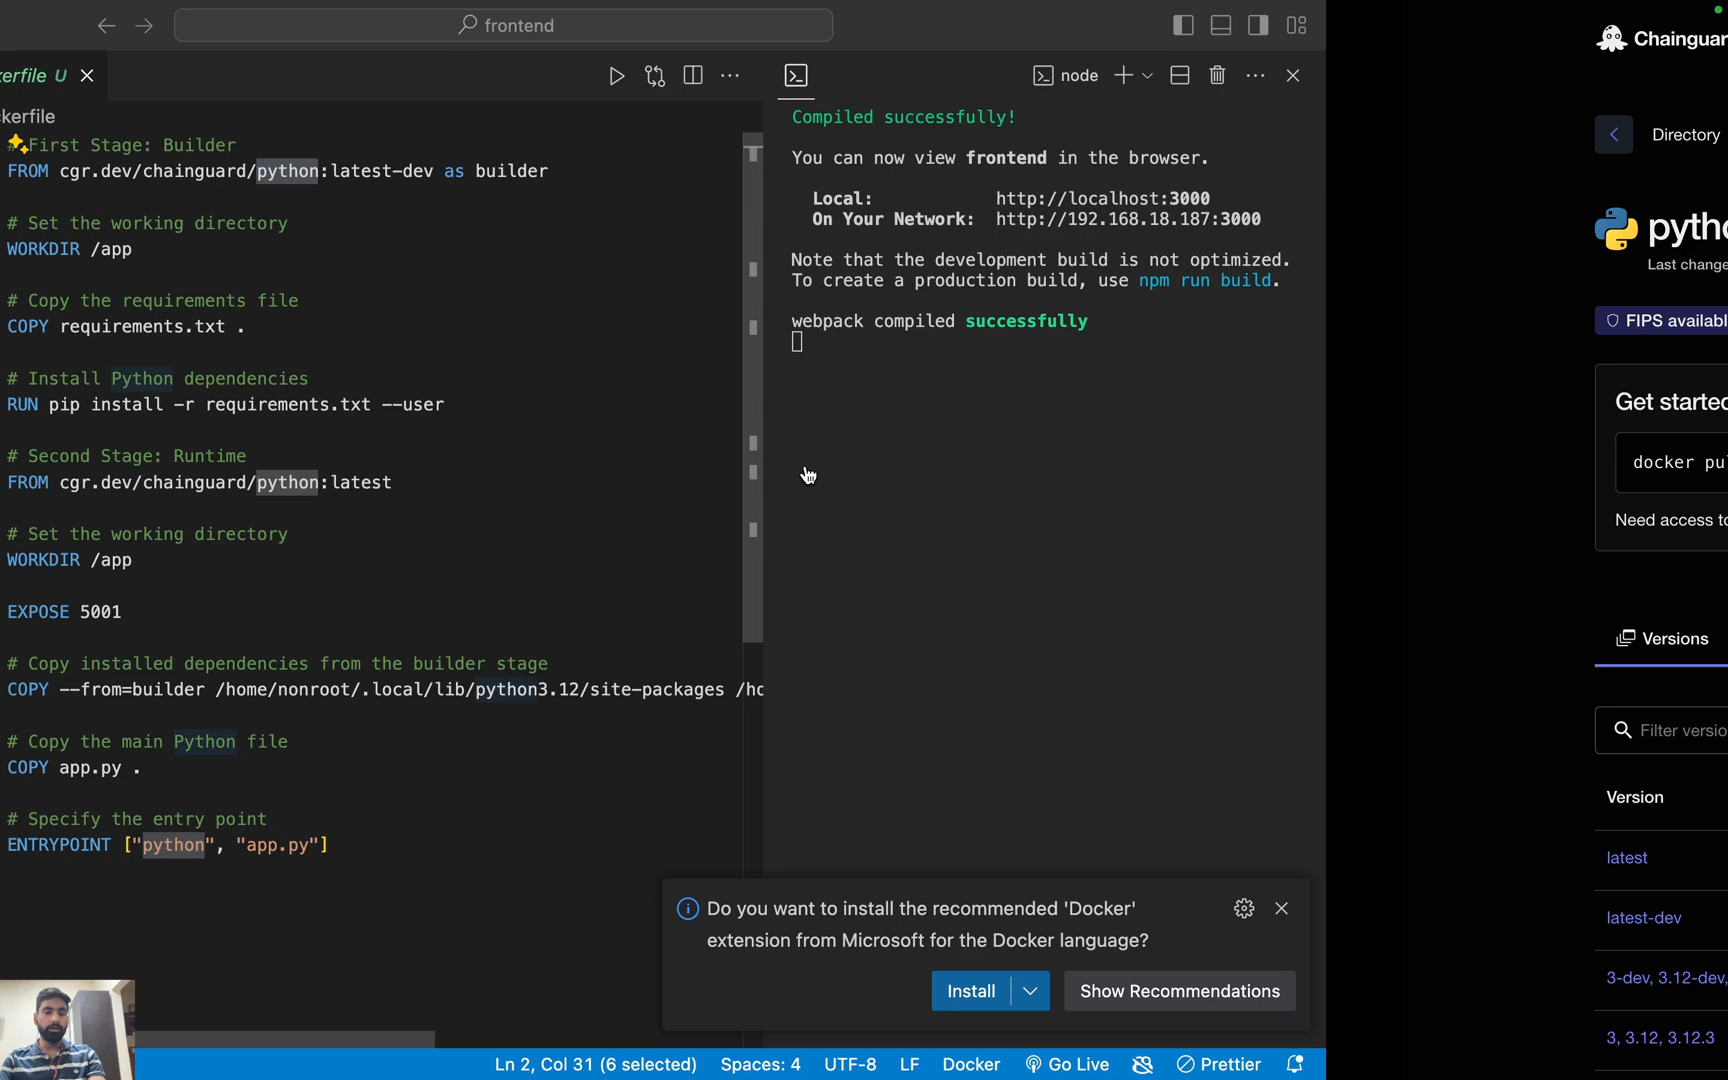 frontend
erfile U
node
ckerfile
# First Stage: Builder
FROM cgr.dev/chainguard/python:latest-dev as builder
# Set the working directory
WORKDIR /app
# Copy the requirements file
COPY requirements.txt .
# Install Python dependencies
RUN pip install -r requirements.txt --user
# Second Stage: Runtime
FROM cgr.dev/chainguard/python:latest
# Set the working directory
WORKDIR /app
EXPOSE 5001
# Copy installed dependencies from the builder stage
COPY --from=builder /home/nonroot/.local/lib/python3.12/site-packages /ho
# Copy the main Python file
COPY app.py .
# Specify the entry point
ENTRYPOINT ["python", "app.py"]
Compiled successfully!
You can now view frontend in the browser.
Local: http://localhost:3000
On Your Network: http://192.168.18.187:3000
Note that the development build is not optimized.
To create a production build, use npm run build.
webpack compiled successfully
Do you want to install the recommended 'Docker'
extension from Microsoft for the Docker language?
Install
Show Recommendations
Ln 2, Col 31 (6 selected) Spaces: 4 UTF-8 LF Docker Go Live Prettier
Chainguar
Directory
pytho
Last change
FIPS availabl
Get started
docker pul
Need access to
Versions
Filter versio
Version
latest
latest-dev
3-dev, 3.12-dev,
3, 3.12, 3.12.3